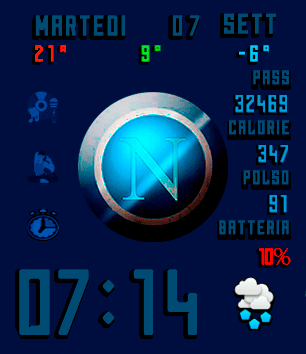 MARTEDI 07 SETT
21° 9° -6°
PASS
32469
CALORIE
347
POLSO
91
BATTERIA
10%
N
07:14